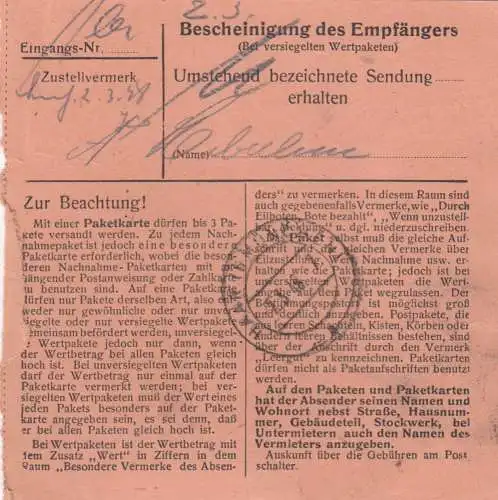 2.3.
Bescheinigung des Empfängers
(Bei versiegelten Wertpaketen)
Eingangs-Nr.
Zustellvermerk
Umstehend bezeichnete Sendung
erhalten
2.3.48
(Name)
Zur Beachtung!
Mit einer Paketkarte dürfen bis 3 Pa-
kete versandt werden. Zu jedem Nach-
nahmepaket ist jedoch eine besondere
Paketkarte erforderlich, wobei die beson-
deren Nachnahme-Paketkarten mit an-
hängender Postanweisung oder Zahlkarte
zu benutzen sind. Auf eine Paketkarte
dürfen nur Pakete derselben Art, also ent-
weder nur gewöhnliche oder nur unver-
siegelte oder nur versiegelte Wertpakete
gemeinsam befördert werden, unversiegel-
te Wertpakete jedoch nur dann, wenn
der Wertbetrag bei allen Paketen gleich
hoch ist. Bei unversiegelten Wertpaketen
darf der Wertbetrag nur einmal auf der
Paketkarte vermerkt werden; bei ver-
siegelten Wertpaketen muß der Wert eines
jeden Pakets besonders auf der Paket-
karte angegeben sein, es sei denn, daß
er bei allen Paketen gleich hoch ist.
Bei Wertpaketen ist der Wertbetrag mit
dem Zusatz „Wert" in Ziffern in dem
Raum „Besondere Vermerke des Absen-
ders" zu vermerken. In diesem Raum sind
auch gegebenenfalls Vermerke, wie „Durch
Eilboten, Bote bezahlt", „Wenn unzustell-
u. dgl. niederzuschreiben.
Das Paket selbst muß die gleiche Auf-
schrift und die gleichen Vermerke über
Eilzustellung, Wert, Nachnahme usw. er-
halten wie die Paketkarte; jedoch ist bei
versiegelten Wertpaketen die Wert-
angabe auf dem Paket wegzulassen. Der
Bestimmungspostort ist möglichst groß
und deutlich anzugeben. Postpakete, die
aus leeren Schachteln, Kisten, Körben oder
andern leeren Behältnissen bestehen, sind
über der Anschrift durch den Vermerk
„Leergut" zu kennzeichnen. Paketkarten
dürfen nicht als Paketaufschriften benutzt
werden.
Auf den Paketen und Paketkarten
hat der Absender seinen Namen und
Wohnort nebst Straße, Hausnum-
mer, Gebäudeteil, Stockwerk, bei
Untermietern auch den Namen des
Vermieters anzugeben.
Auskunft über die Gebühren am Post
schalter.